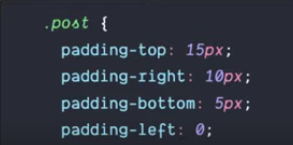 .post {
padding-top: 15px;
padding-right: 10px;
padding-bottom: 5px;
padding-left: 0;